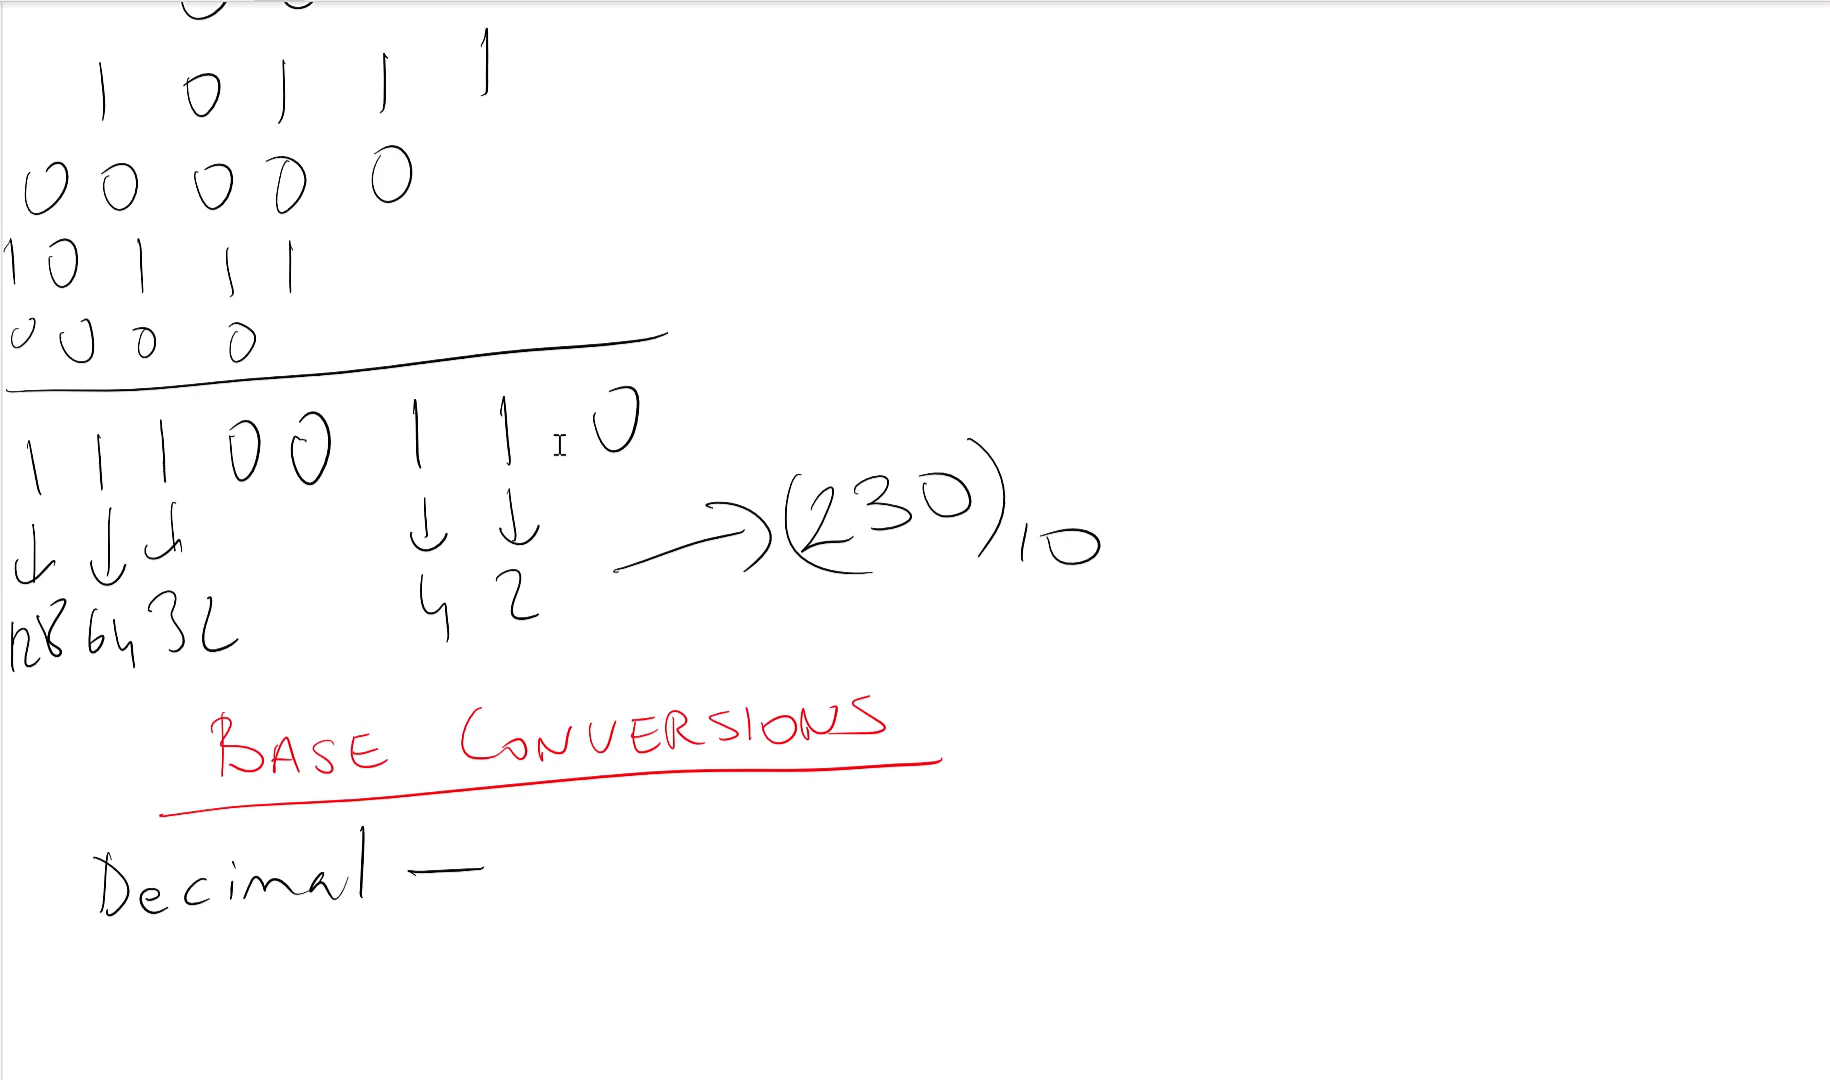 1 0 1 1 1
0 0 0 0 0
1 0 1 1 1
0 0 0 0
1 1 1 0 0 1 1 0
→ (230)10
128 64 32 4 2
BASE CONVERSIONS
Decimal —